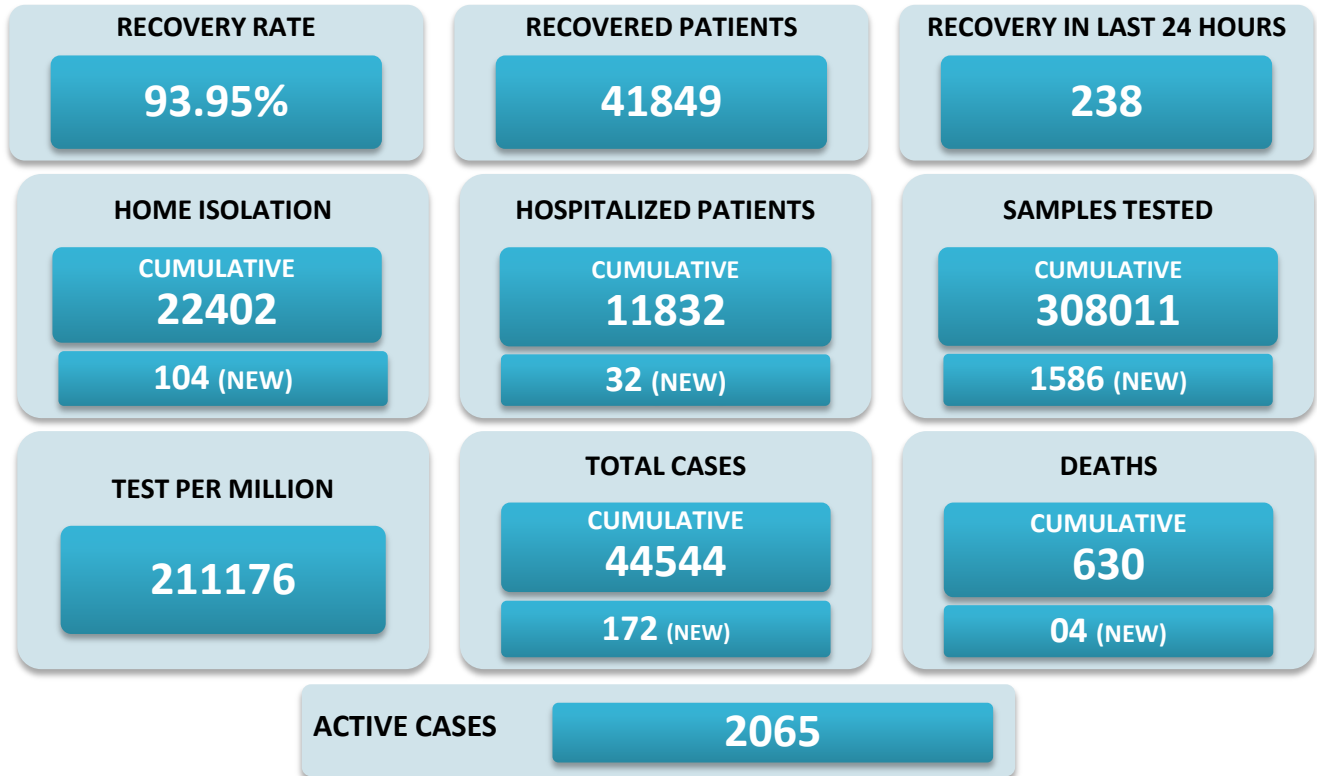 RECOVERY RATE
93.95%
RECOVERED PATIENTS
41849
RECOVERY IN LAST 24 HOURS
238
HOME ISOLATION
CUMULATIVE
22402
104 (NEW)
HOSPITALIZED PATIENTS
CUMULATIVE
11832
32 (NEW)
SAMPLES TESTED
CUMULATIVE
308011
1586 (NEW)
TEST PER MILLION
211176
TOTAL CASES
CUMULATIVE
44544
172 (NEW)
DEATHS
CUMULATIVE
630
04 (NEW)
ACTIVE CASES
2065